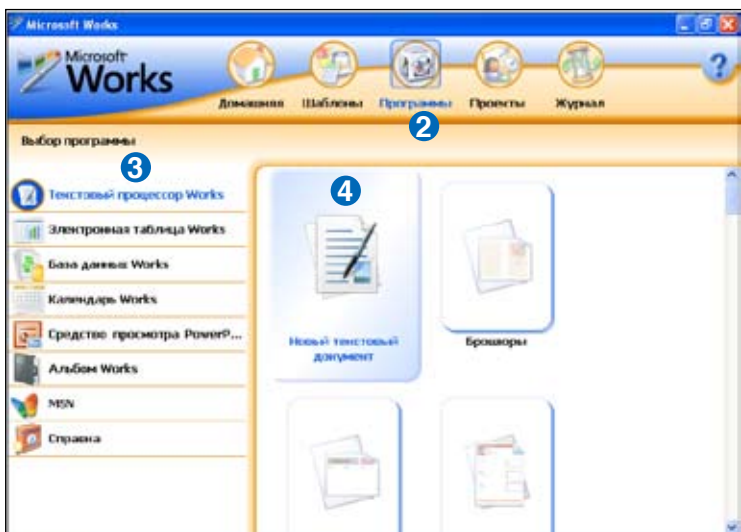 Microsoft Works
Microsoft
Works
?
Домашняя Шаблоны Программы Проекты Журнал
2
Выбор программы
3
4
Текстовый процессор Works
Электронная таблица Works
База данных Works
Календарь Works
Средство просмотра PowerP...
Альбом Works
MSN
Справка
Новый текстовый
документ
Брошюры